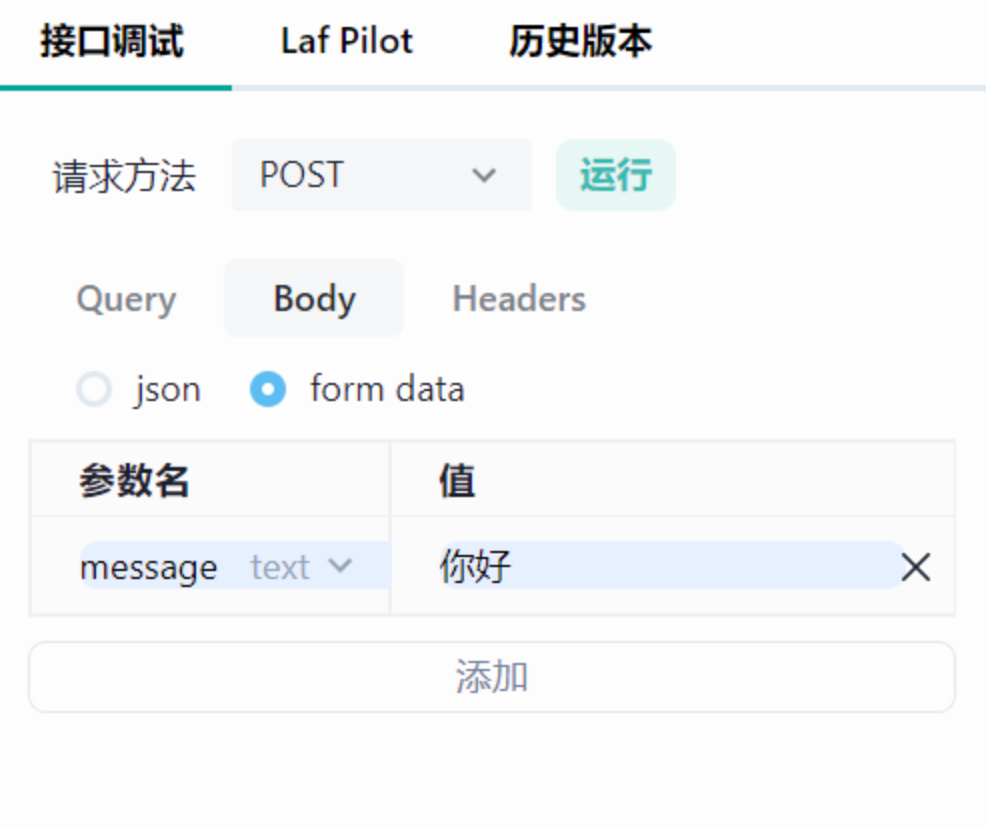 接口调试 Laf Pilot 历史版本
请求方法 POST 运行
Query Body Headers
json form data
参数名 值
message text 你好
添加